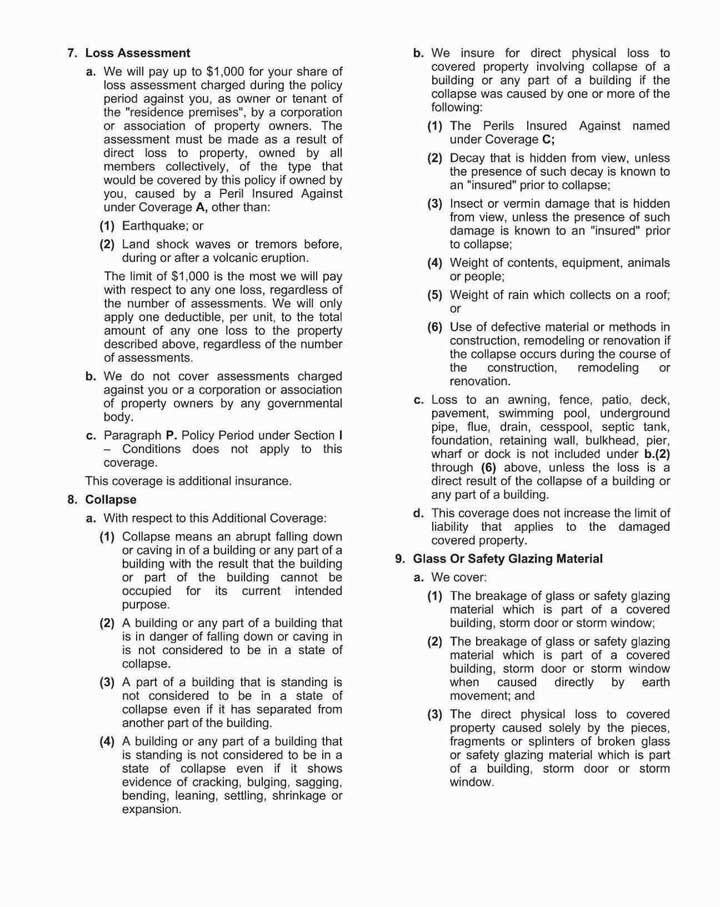 7. Loss Assessment
a. We will pay up to $1,000 for your share of
loss assessment charged during the policy
period against you, as owner or tenant of
the "residence premises", by a corporation
or association of property owners. The
assessment must be made as a result of
direct loss to property, owned by all
members collectively, of the type that
would be covered by this policy if owned by
you, caused by a Peril Insured Against
under Coverage A, other than:
(1) Earthquake; or
(2) Land shock waves or tremors before,
during or after a volcanic eruption.
The limit of $1,000 is the most we will pay
with respect to any one loss, regardless of
the number of assessments. We will only
apply one deductible, per unit, to the total
amount of any one loss to the property
described above, regardless of the number
of assessments.
b. We do not cover assessments charged
against you or a corporation or association
of property owners by any governmental
body.
c. Paragraph P. Policy Period under Section I
– Conditions does not apply to this
coverage.
This coverage is additional insurance.
8. Collapse
a. With respect to this Additional Coverage:
(1) Collapse means an abrupt falling down
or caving in of a building or any part of a
building with the result that the building
or part of the building cannot be
occupied for its current intended
purpose.
(2) A building or any part of a building that
is in danger of falling down or caving in
is not considered to be in a state of
collapse.
(3) A part of a building that is standing is
not considered to be in a state of
collapse even if it has separated from
another part of the building.
(4) A building or any part of a building that
is standing is not considered to be in a
state of collapse even if it shows
evidence of cracking, bulging, sagging,
bending, leaning, settling, shrinkage or
expansion.
b. We insure for direct physical loss to
covered property involving collapse of a
building or any part of a building if the
collapse was caused by one or more of the
following:
(1) The Perils Insured Against named
under Coverage C;
(2) Decay that is hidden from view, unless
the presence of such decay is known to
an "insured" prior to collapse;
(3) Insect or vermin damage that is hidden
from view, unless the presence of such
damage is known to an "insured" prior
to collapse;
(4) Weight of contents, equipment, animals
or people;
(5) Weight of rain which collects on a roof;
or
(6) Use of defective material or methods in
construction, remodeling or renovation if
the collapse occurs during the course of
the construction, remodeling or
renovation.
c. Loss to an awning, fence, patio, deck,
pavement, swimming pool, underground
pipe, flue, drain, cesspool, septic tank,
foundation, retaining wall, bulkhead, pier,
wharf or dock is not included under b.(2)
through (6) above, unless the loss is a
direct result of the collapse of a building or
any part of a building.
d. This coverage does not increase the limit of
liability that applies to the damaged
covered property.
9. Glass Or Safety Glazing Material
a. We cover:
(1) The breakage of glass or safety glazing
material which is part of a covered
building, storm door or storm window;
(2) The breakage of glass or safety glazing
material which is part of a covered
building, storm door or storm window
when caused directly by earth
movement; and
(3) The direct physical loss to covered
property caused solely by the pieces,
fragments or splinters of broken glass
or safety glazing material which is part
of a building, storm door or storm
window.